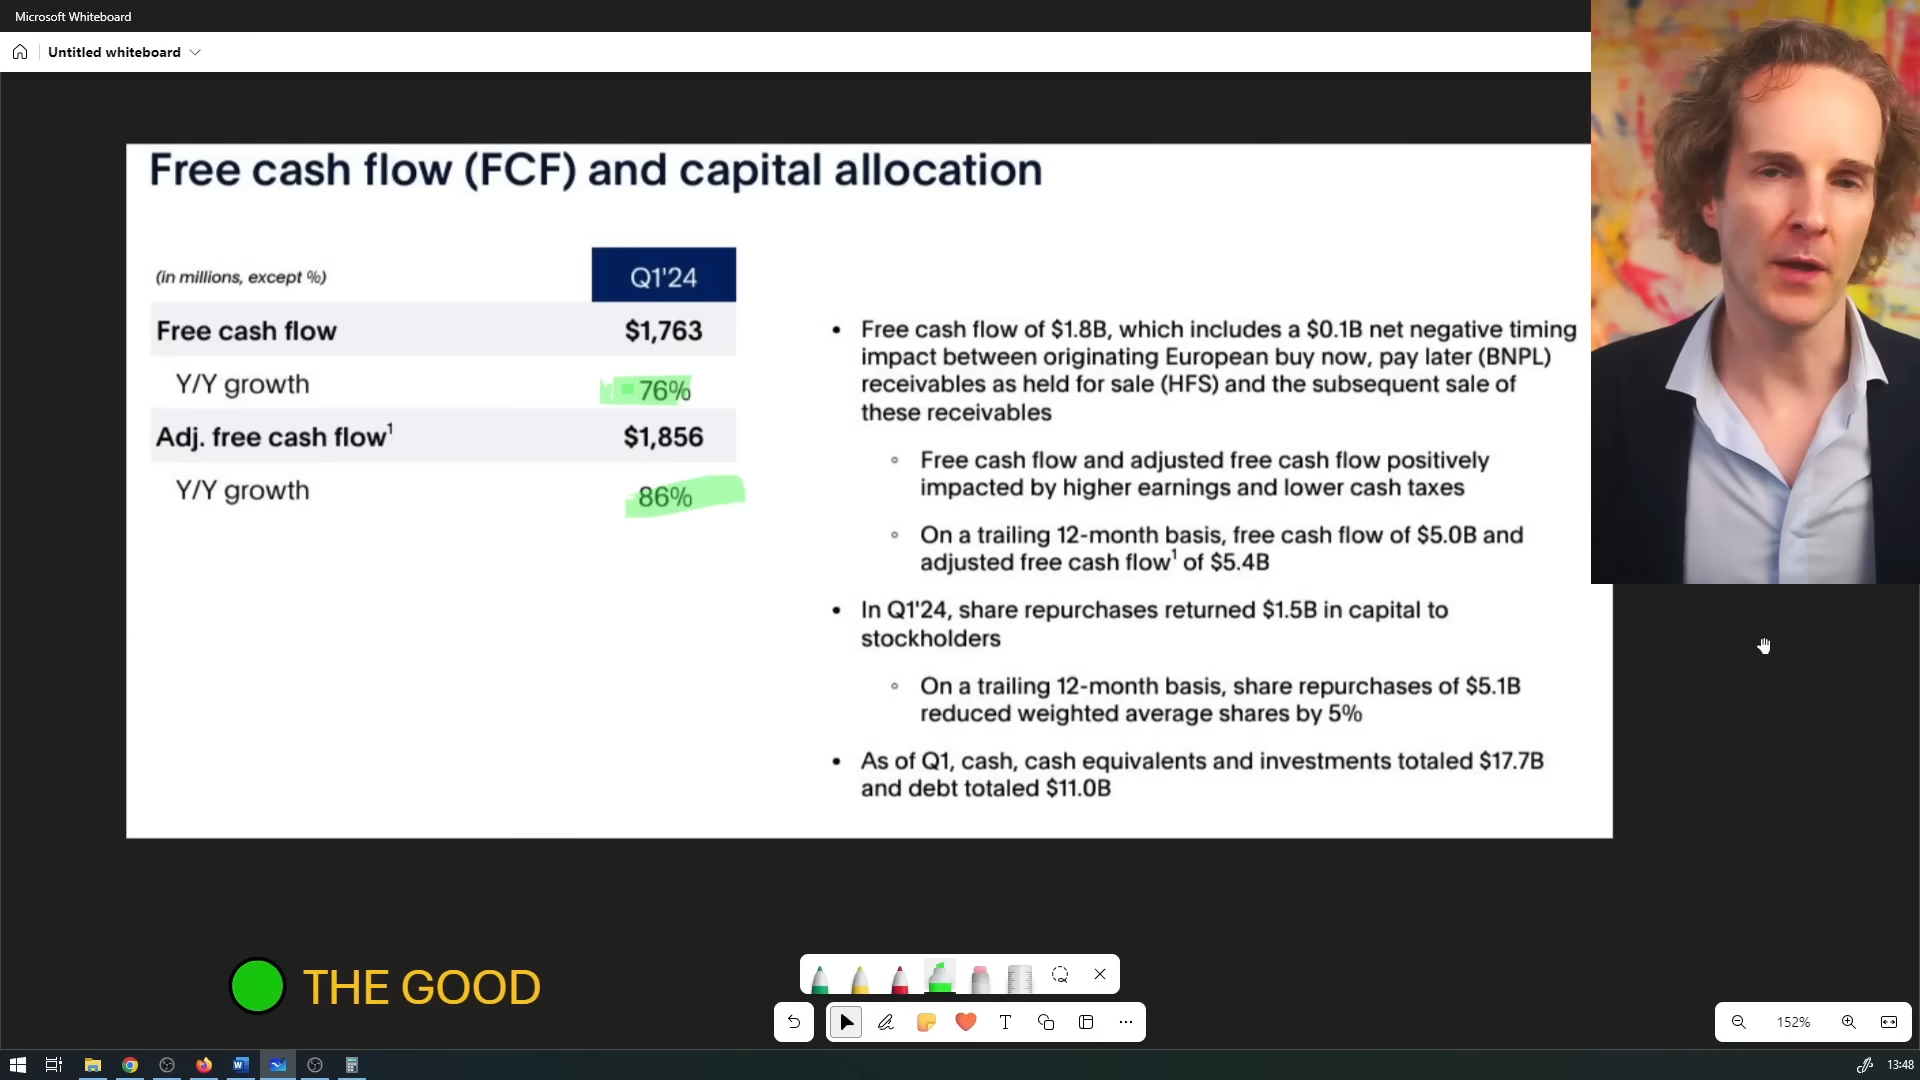 Microsoft Whiteboard
Untitled whiteboard
Free cash flow (FCF) and capital allocation
(in millions, except %)
Q1'24
Free cash flow
$1,763
Y/Y growth
76%
Adj. free cash flow¹
$1,856
Y/Y growth
86%
• Free cash flow of $1.8B, which includes a $0.1B net negative timing
impact between originating European buy now, pay later (BNPL)
receivables as held for sale (HFS) and the subsequent sale of
these receivables
◦ Free cash flow and adjusted free cash flow positively
impacted by higher earnings and lower cash taxes
◦ On a trailing 12-month basis, free cash flow of $5.0B and
adjusted free cash flow¹ of $5.4B
• In Q1'24, share repurchases returned $1.5B in capital to
stockholders
◦ On a trailing 12-month basis, share repurchases of $5.1B
reduced weighted average shares by 5%
• As of Q1, cash, cash equivalents and investments totaled $17.7B
and debt totaled $11.0B
THE GOOD
T
152%
W
13:48